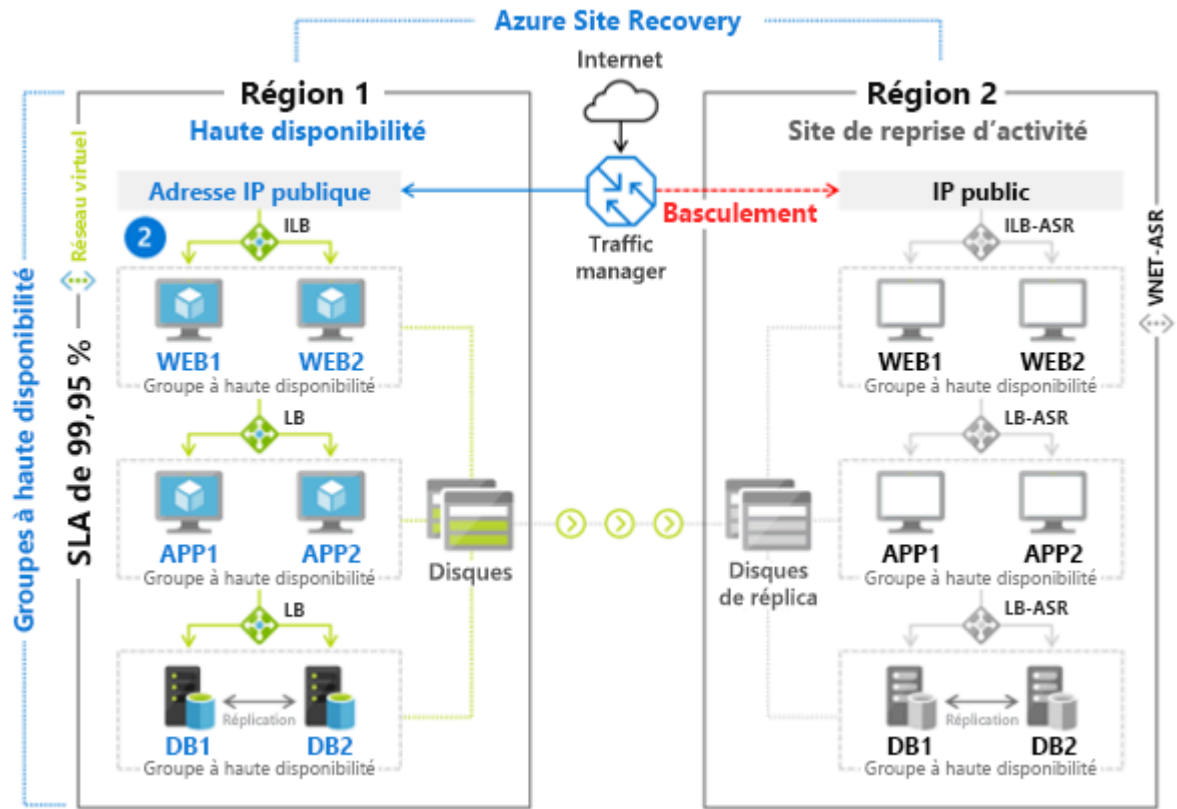 Azure Site Recovery
Internet
Région 1
Haute disponibilité
Région 2
Site de reprise d'activité
Groupes à haute disponibilité
SLA de 99,95 %
Réseau virtuel
Adresse IP publique
Basculement
IP public
Traffic
manager
2
ILB
WEB1
WEB2
Groupe à haute disponibilité
LB
APP1
APP2
Groupe à haute disponibilité
LB
Réplication
DB1
DB2
Groupe à haute disponibilité
Disques
Disques
de réplica
ILB-ASR
VNET-ASR
WEB1
WEB2
Groupe à haute disponibilité
LB-ASR
APP1
APP2
Groupe à haute disponibilité
LB-ASR
Réplication
DB1
DB2
Groupe à haute disponibilité